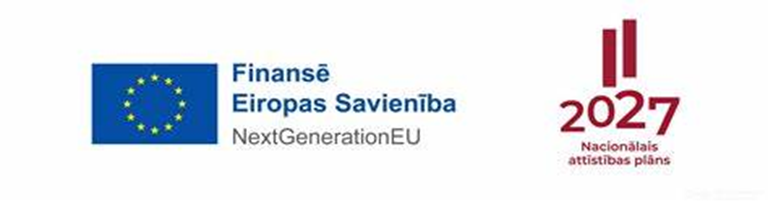 Finansē
Eiropas Savienība
NextGenerationEU
2027
Nacionālais
attīstības plāns